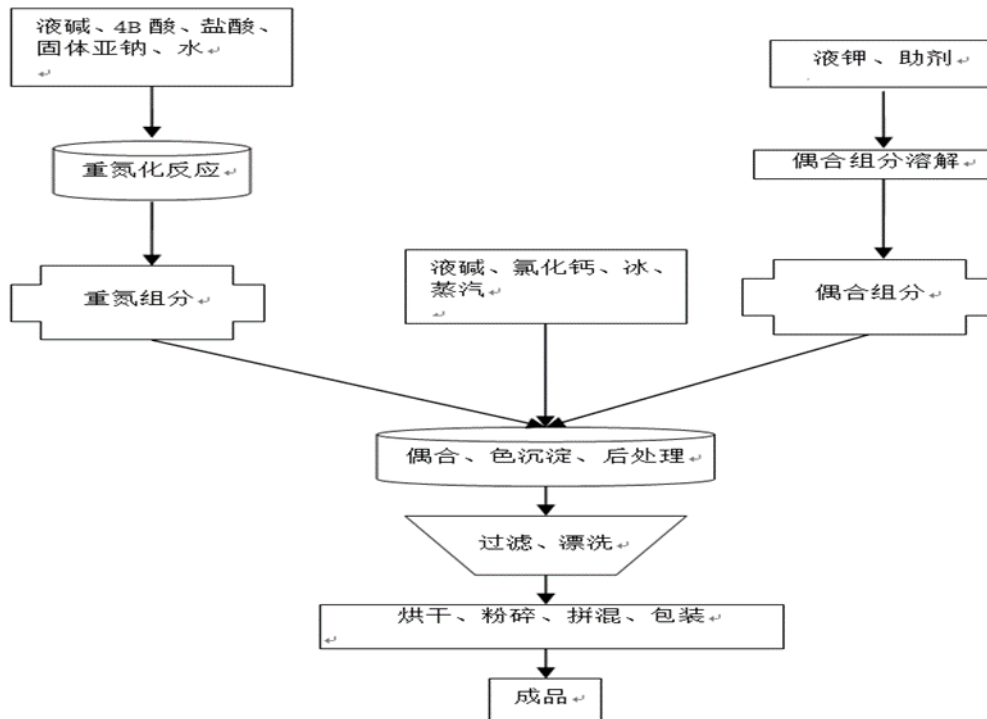 液碱、4B 酸、盐酸、
固体亚钠、水
液钾、助剂
重氮化反应
偶合组分溶解
液碱、氯化钙、冰、
蒸汽
重氮组分
偶合组分
偶合、色沉淀、后处理
过滤、漂洗
烘干、粉碎、拼混、包装
成品